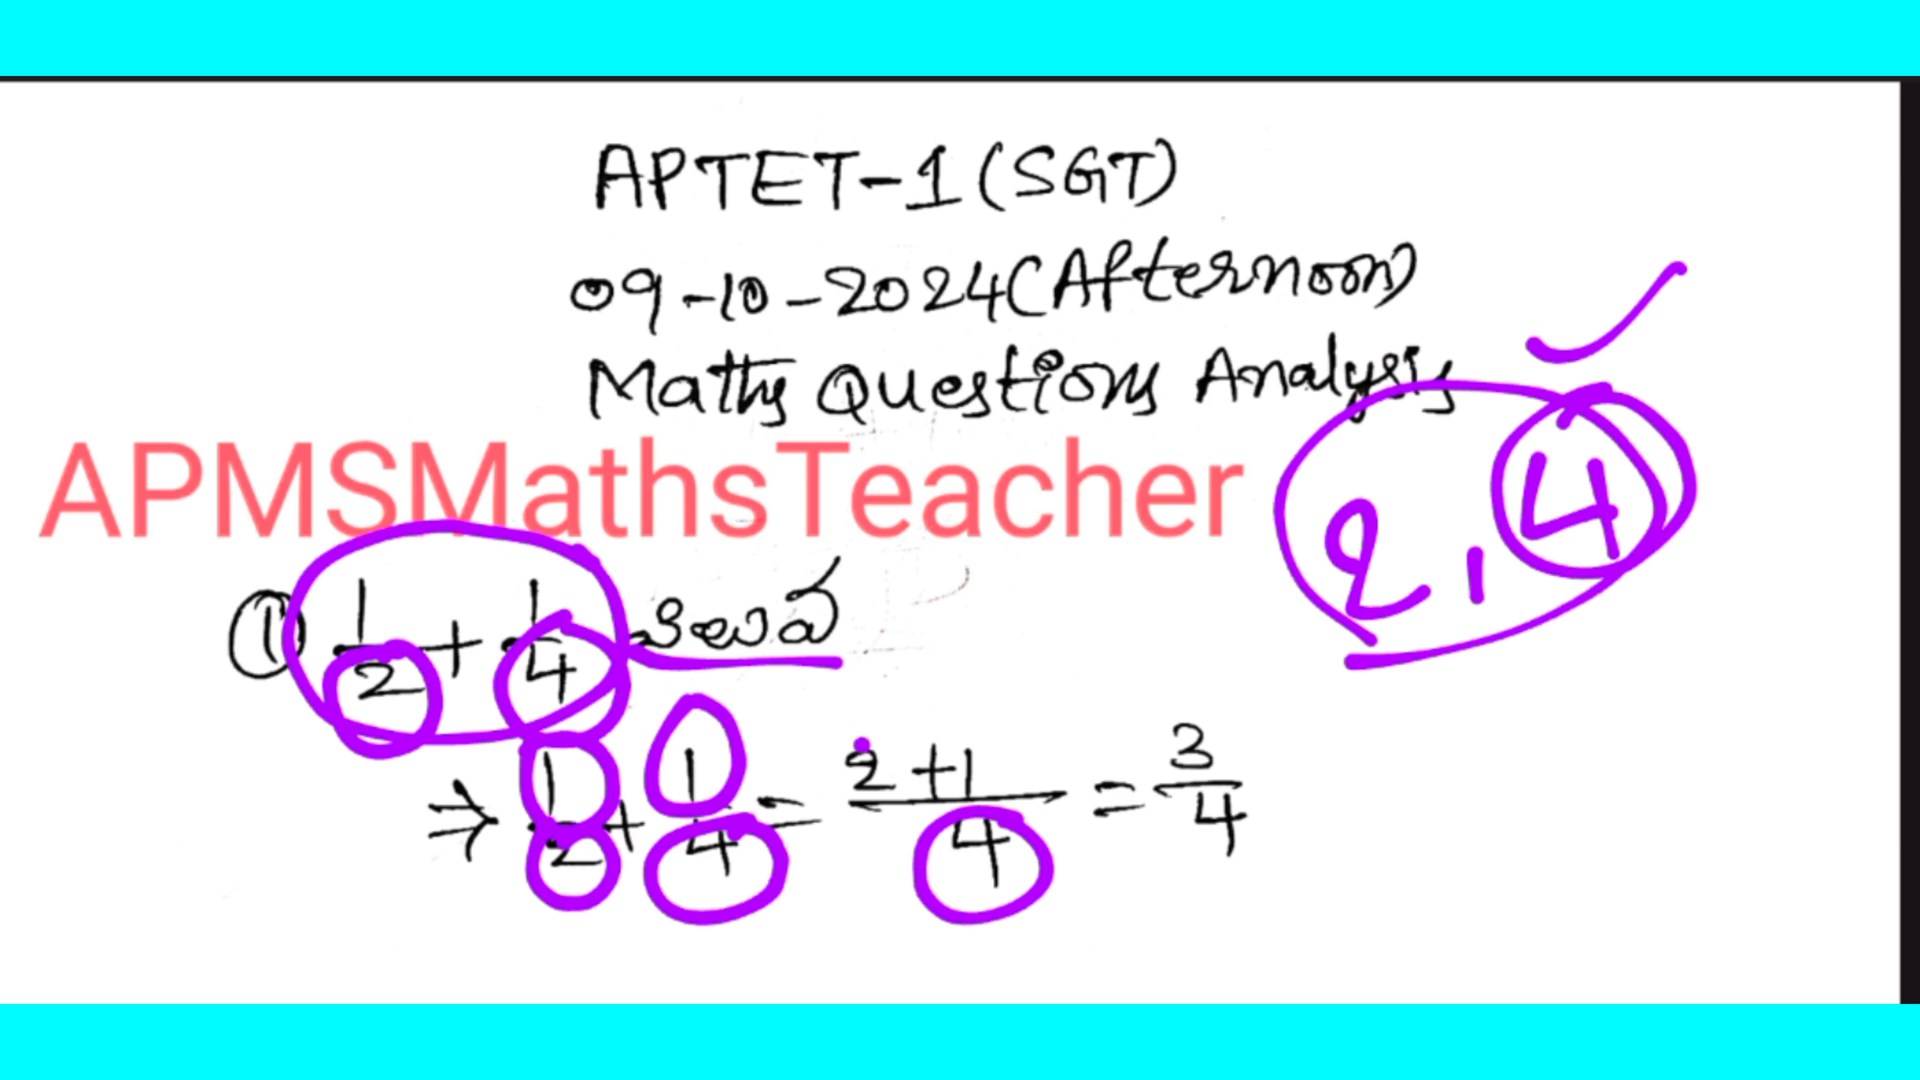 APTET-1(SGT)
09-10-2024(Afternoon)
Maths Questions Analysis
APMSMathsTeacher
2, 4
① 1/2 + 1/4 విలువ
⇒ 1/2 + 1/4 = 2+1/4 = 3/4